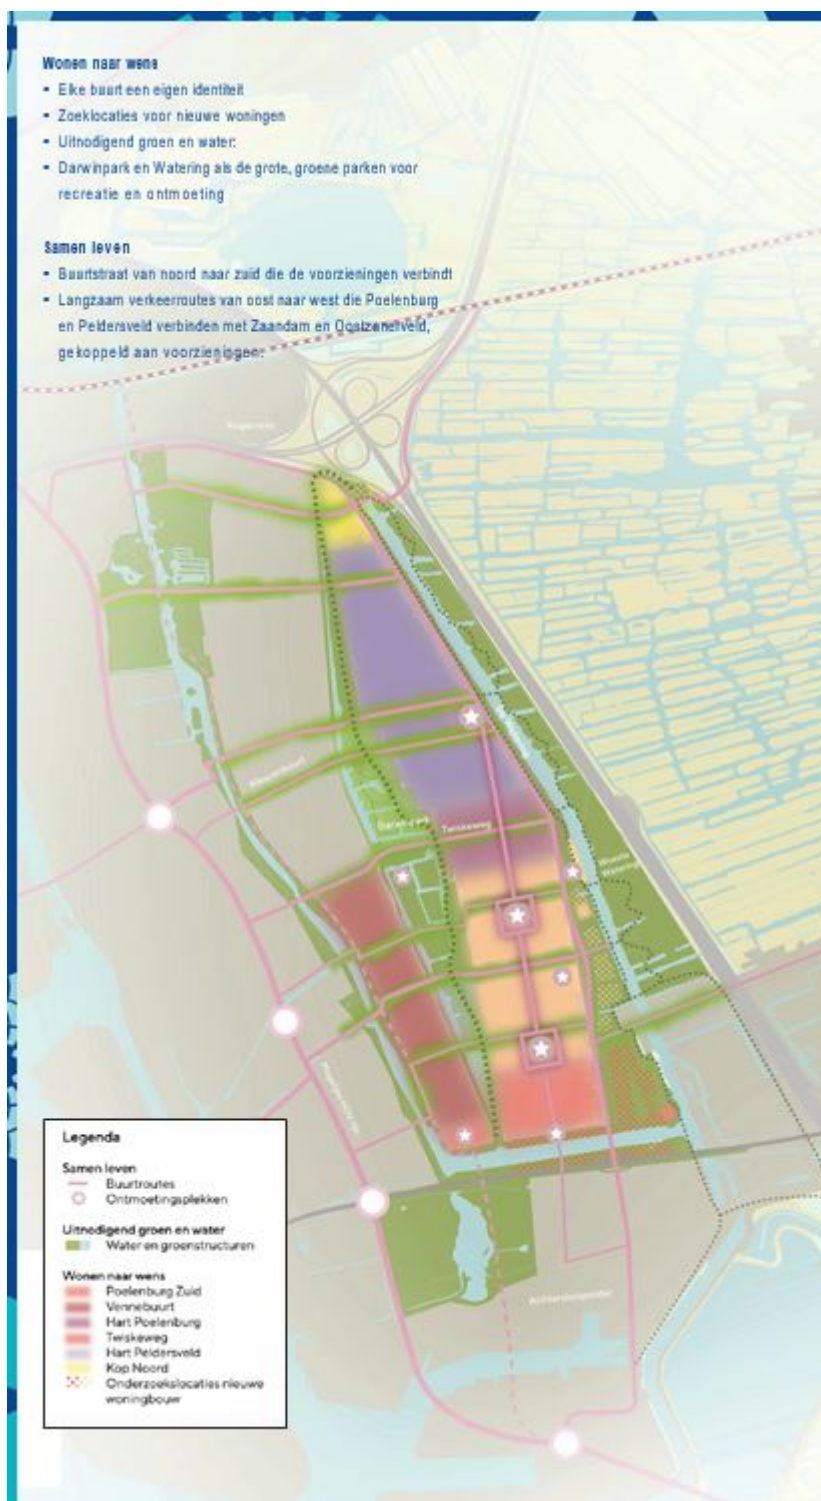 Wonen naar wens
- Elke buurt een eigen identiteit
- Zoeklocaties voor nieuwe woningen
- Uitnodigend groen en water:
- Darwinpark en Watering als de grote, groene parken voor
recreatie en ontmoeting
Samen leven
- Buurtstraat van noord naar zuid die de voorzieningen verbindt
- Langzaam verkeerroutes van oost naar west die Poelenburg
en Peldersveld verbinden met Zaandam en Oostzanerveld,
gekoppeld aan voorzieningen.
Kogerveld
Darwinpark
Twiskeweg
Achtersluispolder
Legenda
Samen leven
Buurtroutes
Ontmoetingsplekken
Uitnodigend groen en water
Water en groenstructuren
Wonen naar wens
Poelenburg Zuid
Vennebuurt
Hart Poelenburg
Twiskeweg
Hart Peldersveld
Kop Noord
Onderzoekslocaties nieuwe
woningbouw